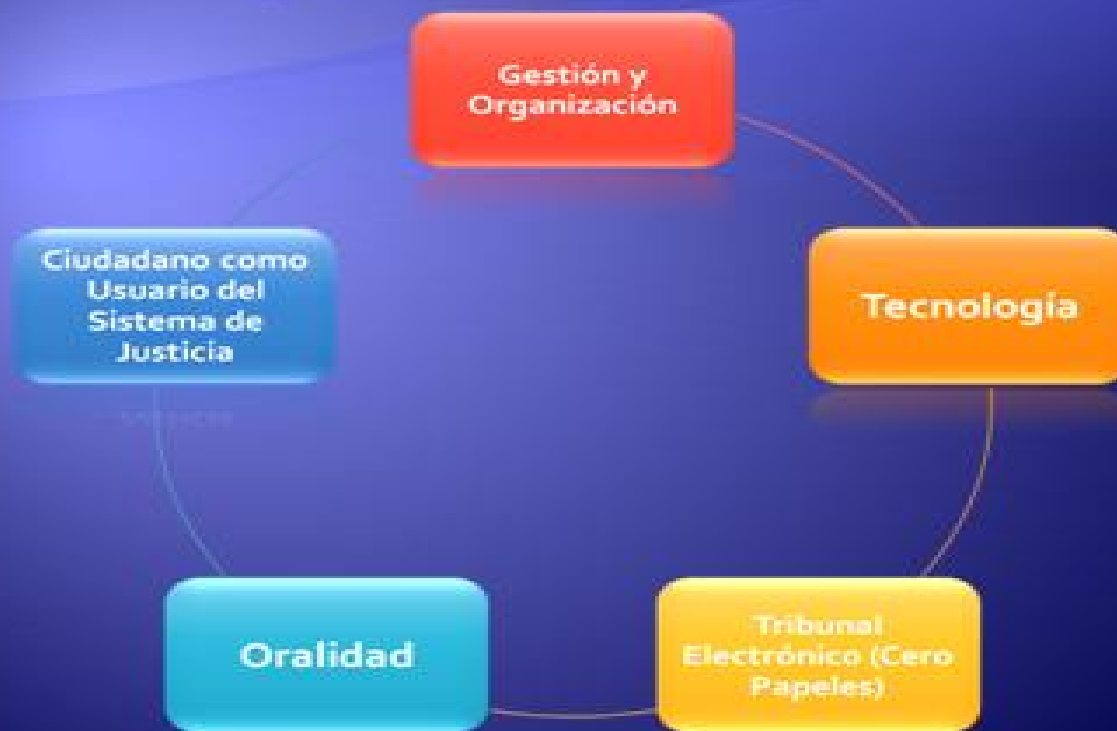 Gestión y
Organización
Tecnología
Tribunal
Electrónico (Cero
Papeles)
Oralidad
Ciudadano como
Usuario del
Sistema de
Justicia